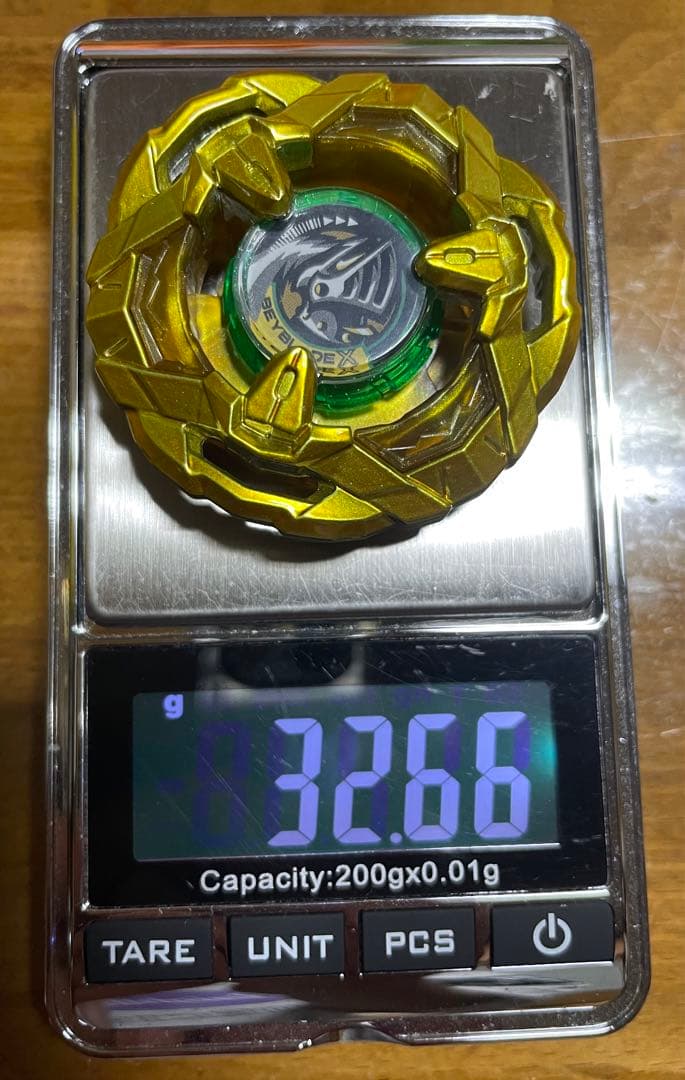 BEYBLADE X
g
32.66
Capacity:200gx0.01g
TARE UNIT PCS